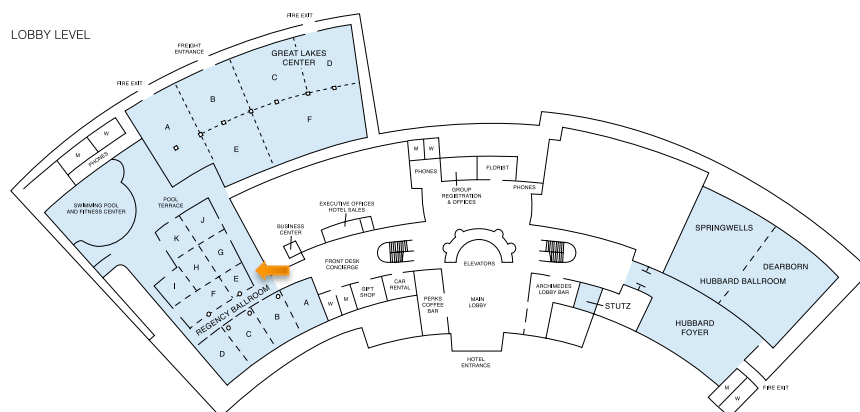 LOBBY LEVEL
FIRE EXIT
FREIGHT
ENTRANCE
FIRE EXIT
GREAT LAKES
CENTER
A
B
C
D
E
F
M
W
PHONES
SWIMMING POOL
AND FITNESS CENTER
POOL
TERRACE
J
K
G
H
I
E
F
REGENCY BALLROOM
A
B
C
D
BUSINESS
CENTER
EXECUTIVE OFFICES
HOTEL SALES
FRONT DESK
CONCIERGE
W
M
GIFT
SHOP
CAR
RENTAL
PERKS
COFFEE
BAR
M
W
PHONES
GROUP
REGISTRATION
& OFFICES
FLORIST
PHONES
ELEVATORS
MAIN
LOBBY
HOTEL
ENTRANCE
ARCHIMEDES
LOBBY BAR
STUTZ
SPRINGWELLS
DEARBORN
HUBBARD BALLROOM
HUBBARD
FOYER
M
W
FIRE EXIT